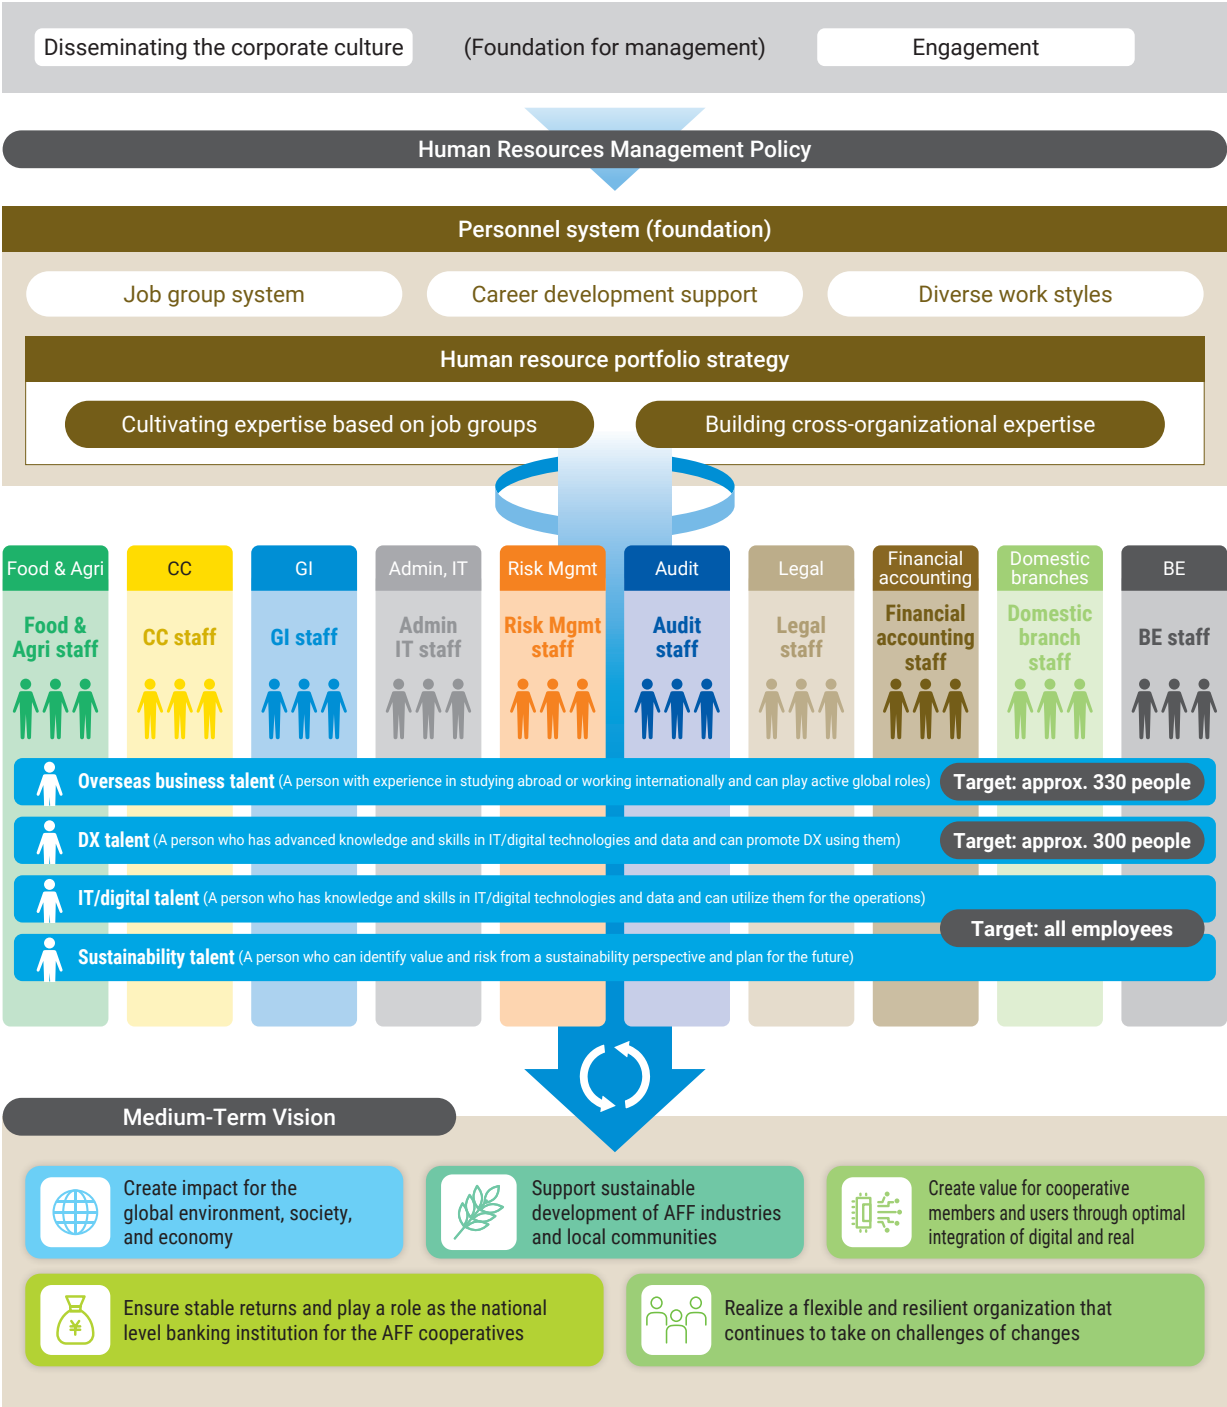 Disseminating the corporate culture
(Foundation for management)
Engagement
Human Resources Management Policy
Personnel system (foundation)
Job group system
Career development support
Diverse work styles
Human resource portfolio strategy
Cultivating expertise based on job groups
Building cross-organizational expertise
Food & Agri
CC
GI
Admin, IT
Risk Mgmt
Audit
Legal
Financial
accounting
Domestic
branches
BE
Food &
Agri staff
CC staff
GI staff
Admin
IT staff
Risk Mgmt
staff
Audit
staff
Legal
staff
Financial
accounting
staff
Domestic
branch
staff
BE staff
Overseas business talent (A person with experience in studying abroad or working internationally and can play active global roles)
Target: approx. 330 people
DX talent (A person who has advanced knowledge and skills in IT/digital technologies and data and can promote DX using them)
Target: approx. 300 people
IT/digital talent (A person who has knowledge and skills in IT/digital technologies and data and can utilize them for the operations)
Target: all employees
Sustainability talent (A person who can identify value and risk from a sustainability perspective and plan for the future)
Medium-Term Vision
Create impact for the
global environment, society,
and economy
Support sustainable
development of AFF industries
and local communities
Create value for cooperative
members and users through optimal
integration of digital and real
¥
Ensure stable returns and play a role as the national
level banking institution for the AFF cooperatives
Realize a flexible and resilient organization that
continues to take on challenges of changes